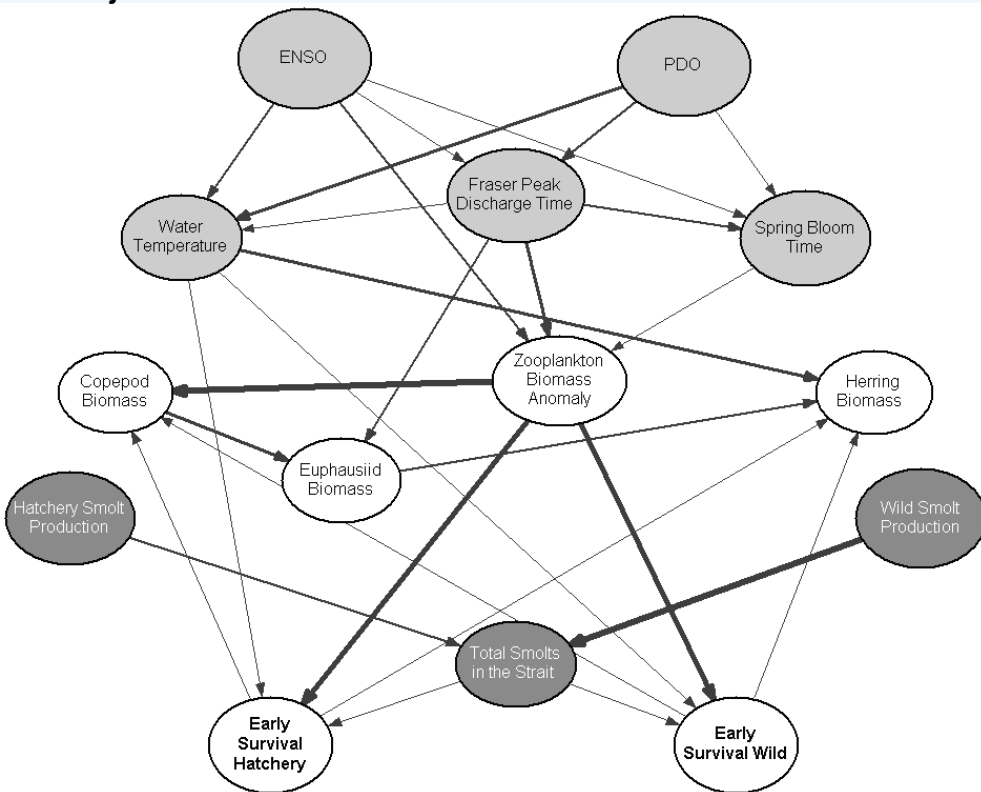 ENSO
PDO
Fraser Peak
Discharge Time
Water
Temperature
Spring Bloom
Time
Zooplankton
Biomass
Anomaly
Copepod
Biomass
Herring
Biomass
Euphausiid
Biomass
Hatchery Smolt
Production
Wild Smolt
Production
Total Smolts
in the Strait
Early
Survival
Hatchery
Early
Survival Wild